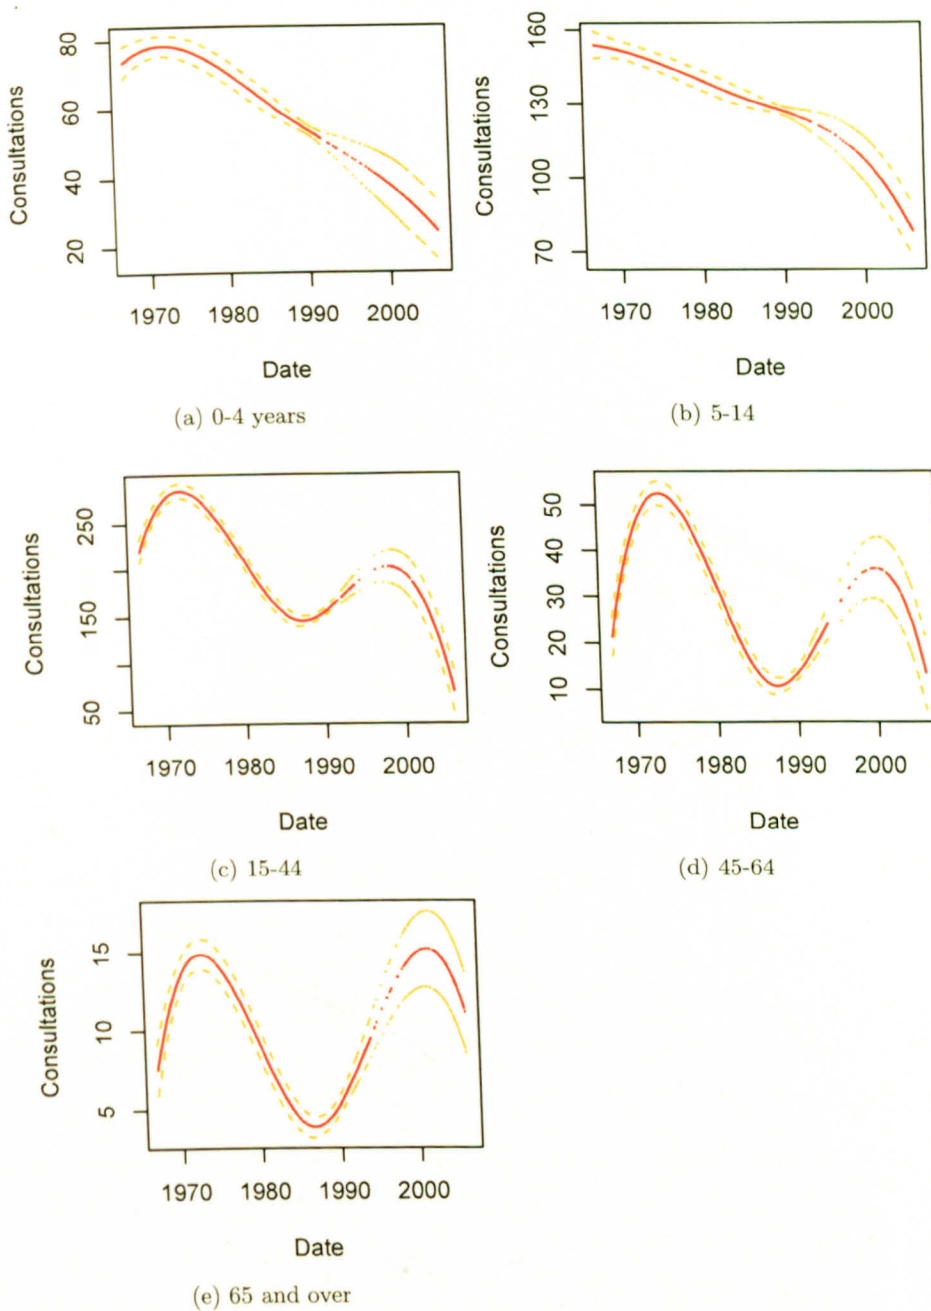 Consultations
80
60
40
20
1970 1980 1990 2000
Date
(a) 0-4 years
Consultations
160
130
100
70
1970 1980 1990 2000
Date
(b) 5-14
Consultations
250
150
50
1970 1980 1990 2000
Date
(c) 15-44
Consultations
50
40
30
20
10
1970 1980 1990 2000
Date
(d) 45-64
Consultations
15
10
5
1970 1980 1990 2000
Date
(e) 65 and over